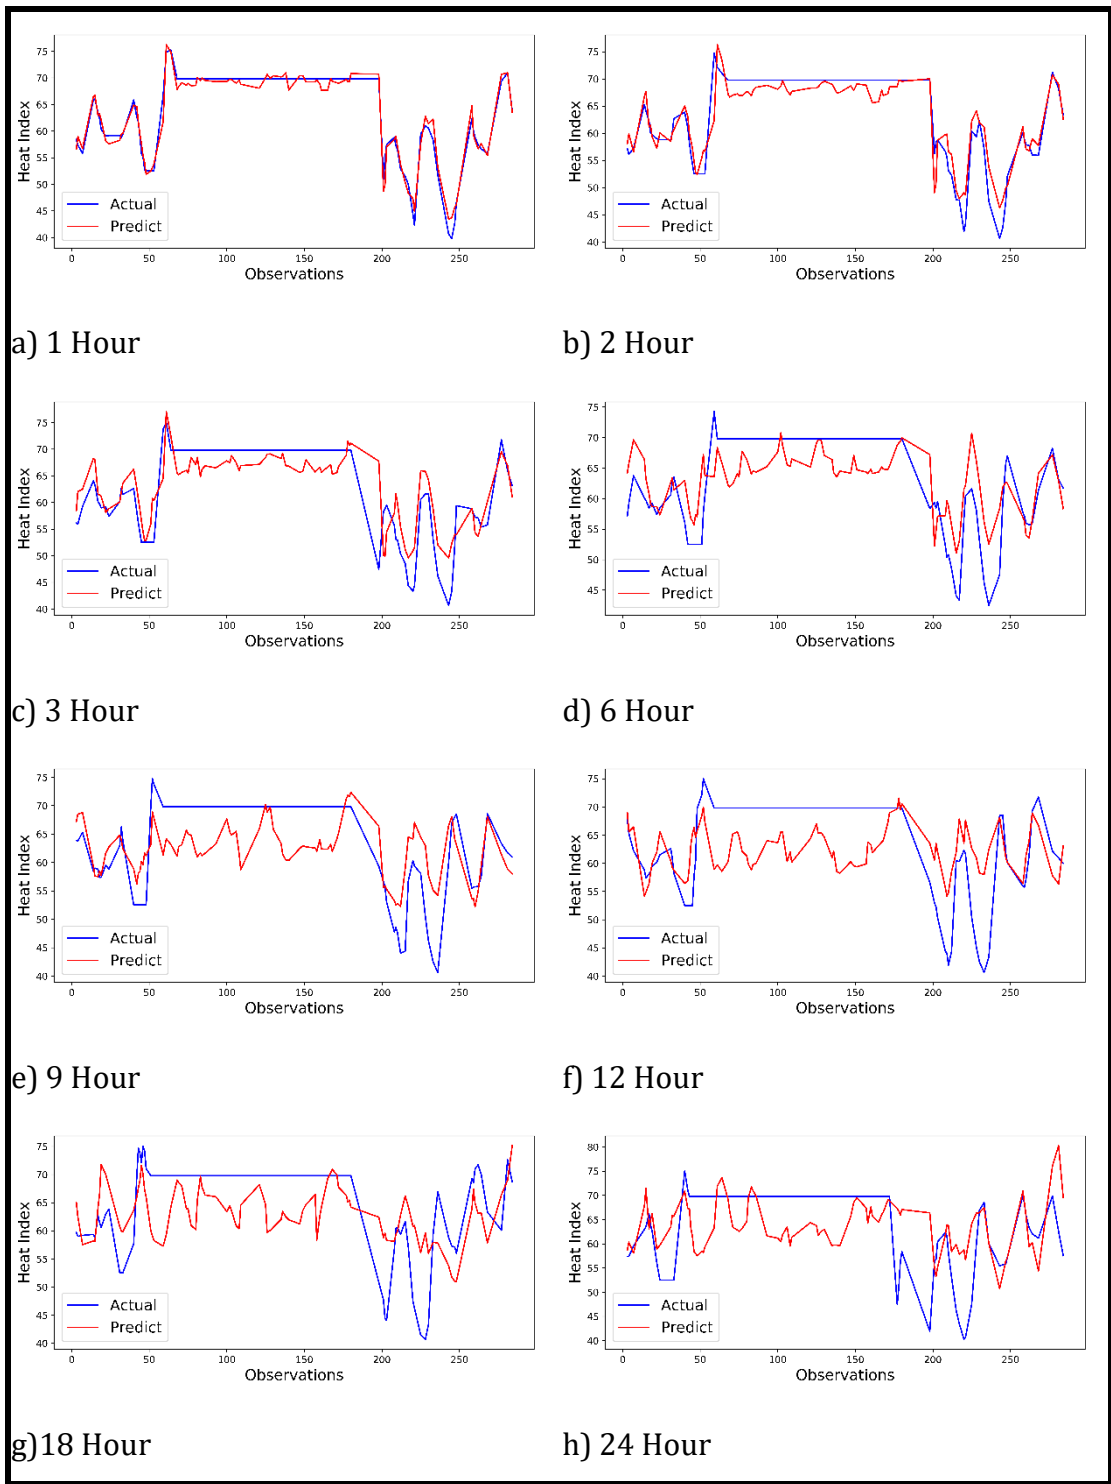 75
70
65
60
55
50
45
40
Heat Index
Actual
Predict
0 50 100 150 200 250
Observations
75
70
65
60
55
50
45
40
Heat Index
Actual
Predict
0 50 100 150 200 250
Observations
a) 1 Hour
b) 2 Hour
75
70
65
60
55
50
45
40
Heat Index
Actual
Predict
0 50 100 150 200 250
Observations
75
70
65
60
55
50
45
Heat Index
Actual
Predict
0 50 100 150 200 250
Observations
c) 3 Hour
d) 6 Hour
75
70
65
60
55
50
45
40
Heat Index
Actual
Predict
0 50 100 150 200 250
Observations
75
70
65
60
55
50
45
40
Heat Index
Actual
Predict
0 50 100 150 200 250
Observations
e) 9 Hour
f) 12 Hour
75
70
65
60
55
50
45
40
Heat Index
Actual
Predict
0 50 100 150 200 250
Observations
80
75
70
65
60
55
50
45
40
Heat Index
Actual
Predict
0 50 100 150 200 250
Observations
g)18 Hour
h) 24 Hour